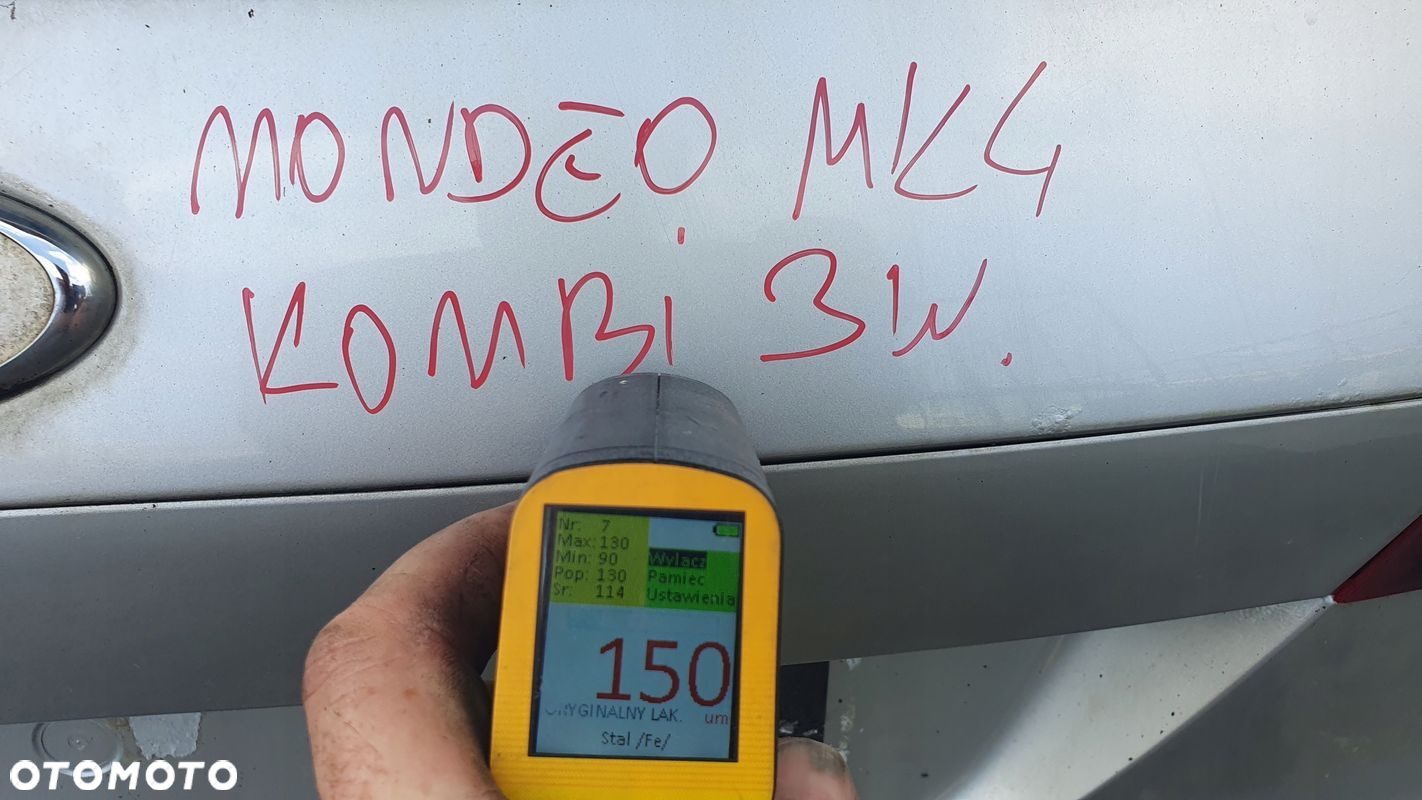 MONDEO MK4
KOMBI 3W.
Nr: 7
Max: 130
Min: 90
Pop: 130
Sr: 114
Wyłącz
Pamięc
Ustawienia
150
um
ORYGINALNY LAK.
Stal /Fe/
OTOMOTO